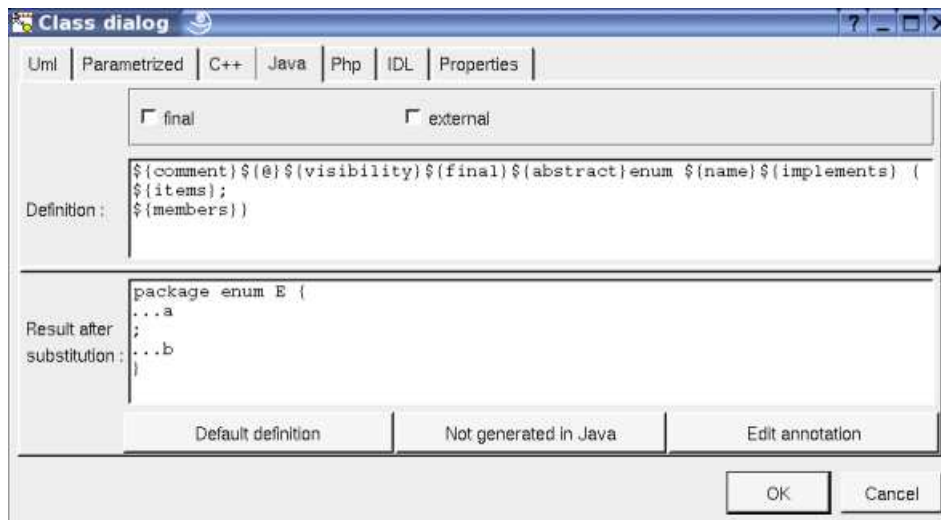 Class dialog
Uml Parametrized C++ Java Php IDL Properties
final external
Definition :
${comment}${@}${visibility}${final}${abstract}enum ${name}${implements} {
${items};
${members}}
Result after
substitution :
package enum E {
...a
;
...b
}
Default definition Not generated in Java Edit annotation
OK Cancel